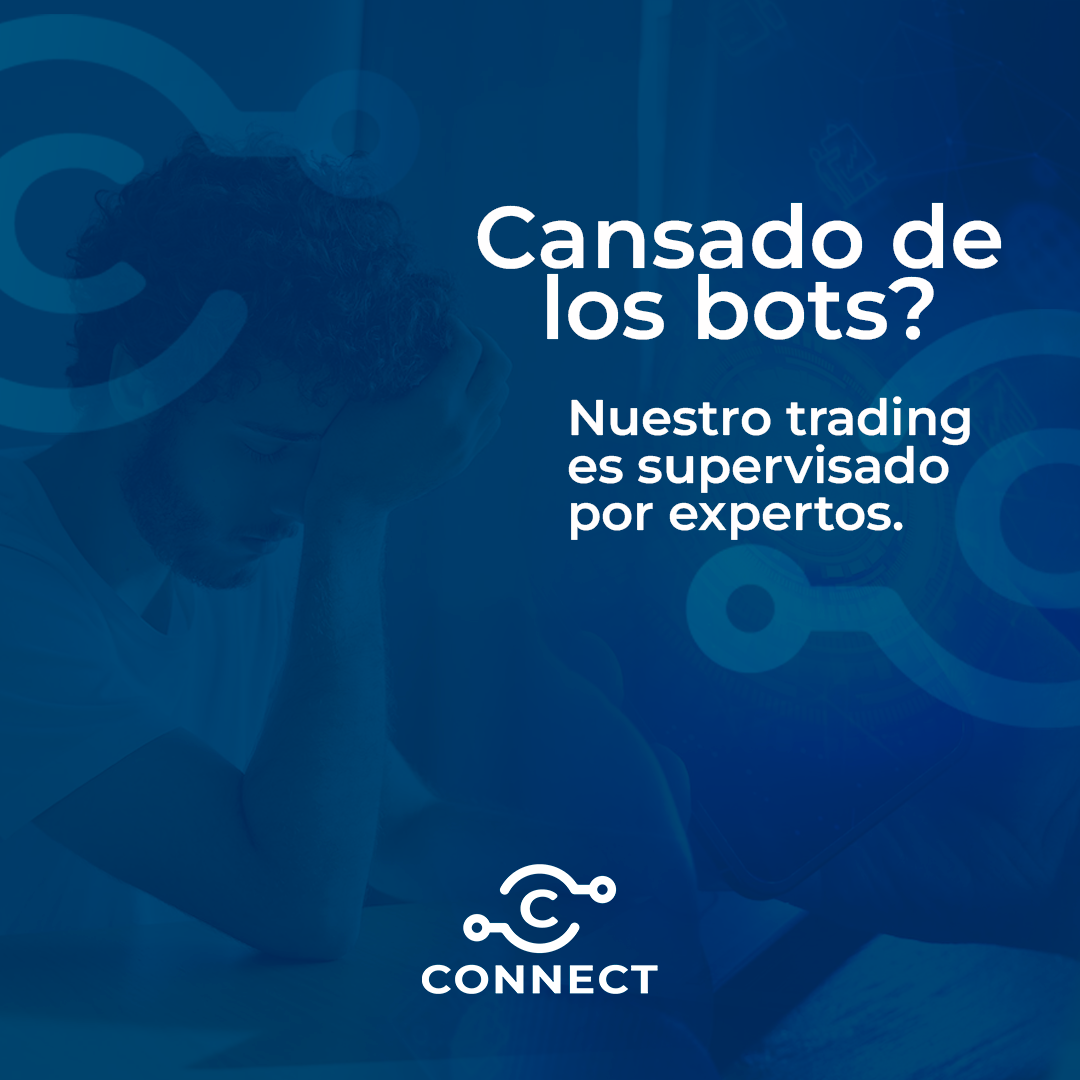 Cansado de
los bots?
Nuestro trading
es supervisado
por expertos.
C
CONNECT